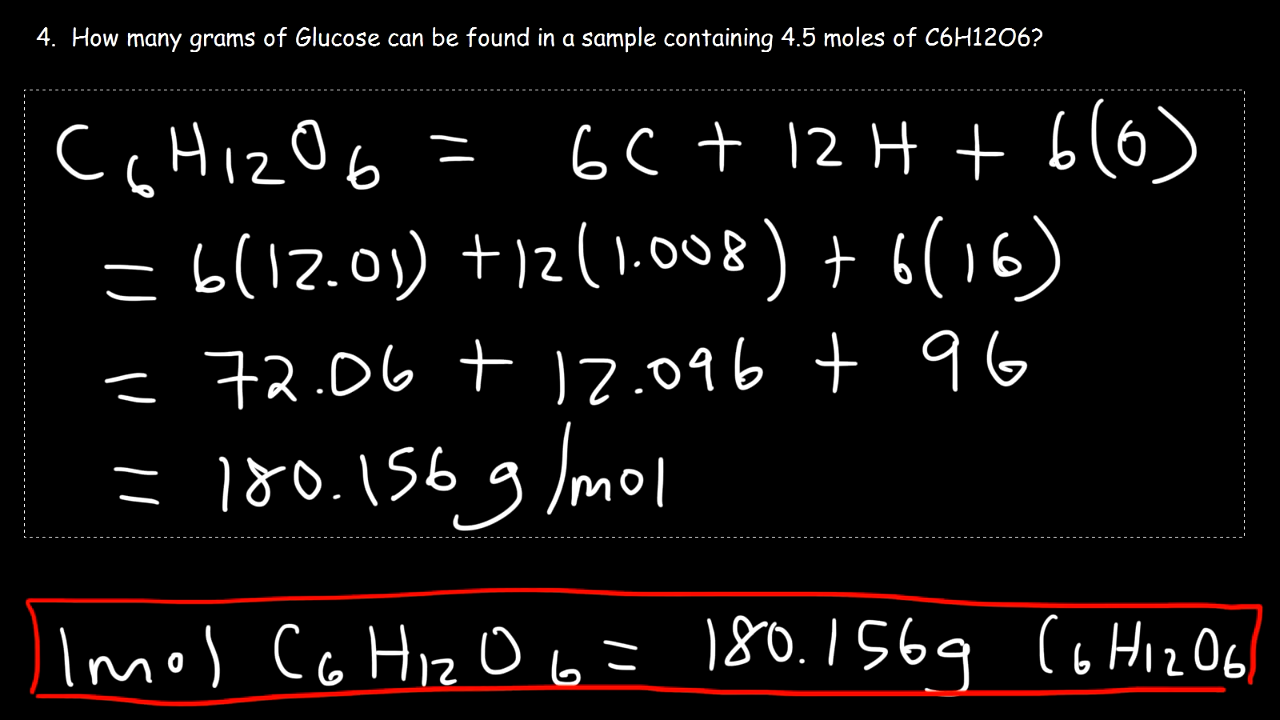 4. How many grams of Glucose can be found in a sample containing 4.5 moles of C6H12O6?
C₆H₁₂O₆ = 6C + 12H + 6(O)
= 6(12.01) + 12(1.008) + 6(16)
= 72.06 + 12.096 + 96
= 180.156 g/mol
1mol C₆H₁₂O₆ = 180.156g C₆H₁₂O₆